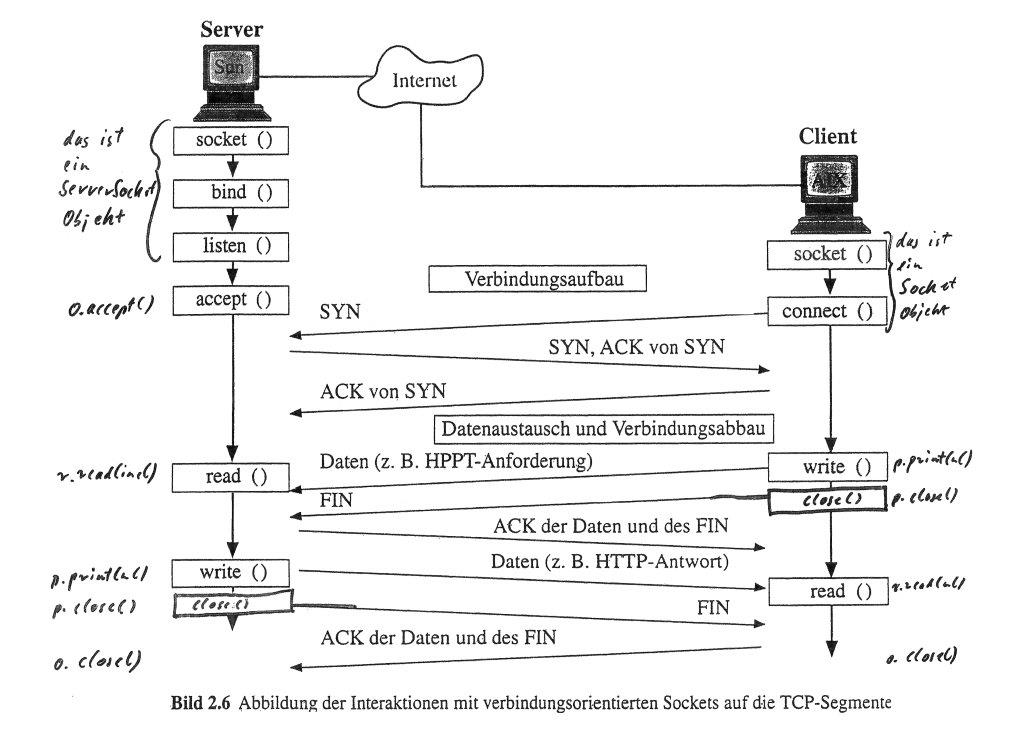 Server
Sun
Internet
das ist
ein
ServerSocket
Objekt
socket ()
bind ()
listen ()
Client
AIX
socket ()
das ist
ein
Socket
Objekt
Verbindungsaufbau
o.accept()
accept ()
connect ()
SYN
SYN, ACK von SYN
ACK von SYN
Datenaustausch und Verbindungsabbau
r.readline()
read ()
Daten (z. B. HPPT-Anforderung)
write ()
p.println()
FIN
close()
p.close()
ACK der Daten und des FIN
p.println()
write ()
Daten (z. B. HTTP-Antwort)
read ()
p.close()
close()
FIN
ACK der Daten und des FIN
o. close()
o. close()
Bild 2.6 Abbildung der Interaktionen mit verbindungsorientierten Sockets auf die TCP-Segmente